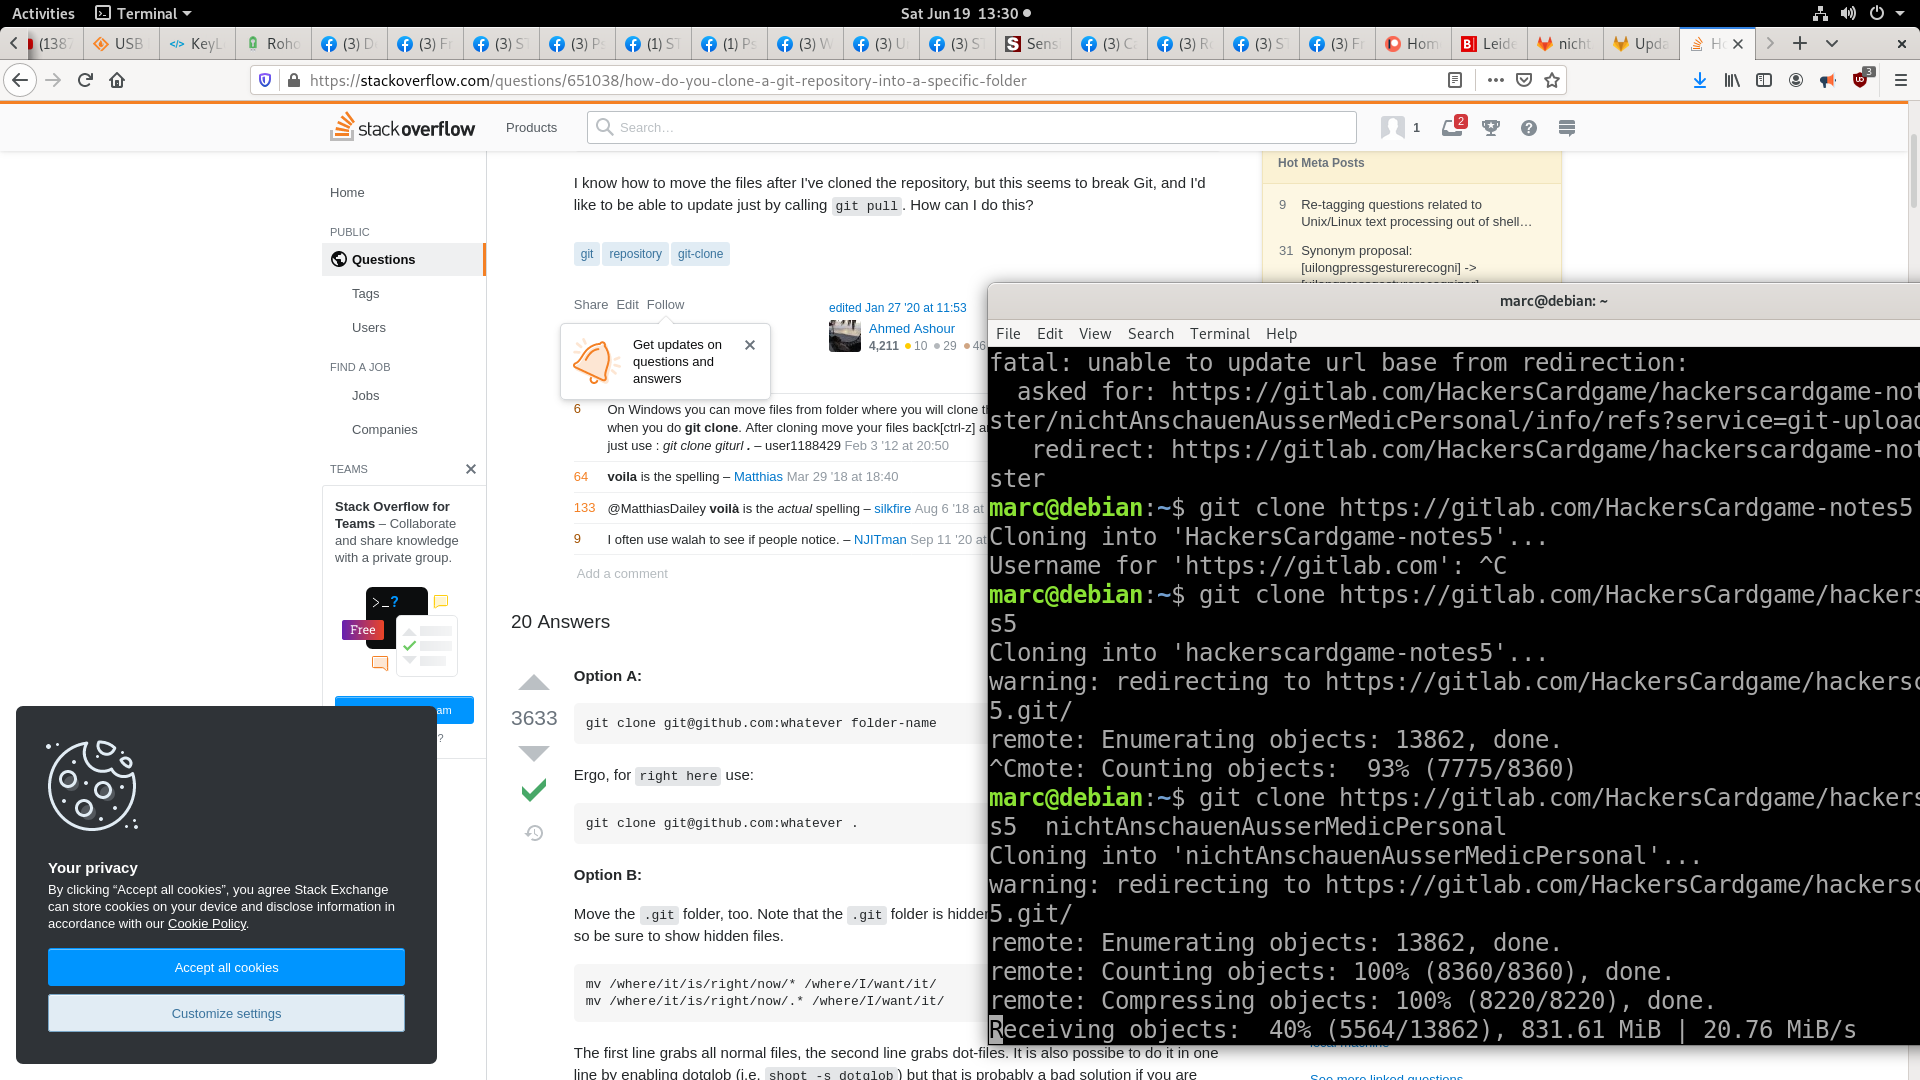 Activities
Terminal
Sat Jun 19 13:30
(1387
USB
KeyL
Roho
(3) D
(3) Fr
(3) ST
(3) Ps
(1) ST
(1) Ps
(3) W
(3) U
(3) ST
Sens
(3) C
(3) R
(3) ST
(3) Fr
Hom
Leide
nicht
Upda
Ho
https://stackoverflow.com/questions/651038/how-do-you-clone-a-git-repository-into-a-specific-folder
3
stackoverflow
Products
Search…
1
2
Home
PUBLIC
Questions
Tags
Users
FIND A JOB
Jobs
Companies
TEAMS
Stack Overflow for
Teams – Collaborate
and share knowledge
with a private group.
>_?
Free
am
?
I know how to move the files after I've cloned the repository, but this seems to break Git, and I'd
like to be able to update just by calling git pull. How can I do this?
git repository git-clone
Share Edit Follow
edited Jan 27 '20 at 11:53
Ahmed Ashour
4,211 10 29 46
Get updates on
questions and
answers
6 On Windows you can move files from folder where you will clone th
when you do git clone. After cloning move your files back[ctrl-z] a
just use : git clone giturl . – user1188429 Feb 3 '12 at 20:50
64 voila is the spelling – Matthias Mar 29 '18 at 18:40
133 @MatthiasDailey voilà is the actual spelling – silkfire Aug 6 '18 at
9 I often use walah to see if people notice. – NJITman Sep 11 '20 at
Add a comment
20 Answers
3633
Option A:
git clone git@github.com:whatever folder-name
Ergo, for right here use:
git clone git@github.com:whatever .
Option B:
Move the .git folder, too. Note that the .git folder is hidden
so be sure to show hidden files.
mv /where/it/is/right/now/* /where/I/want/it/
mv /where/it/is/right/now/.* /where/I/want/it/
The first line grabs all normal files, the second line grabs dot-files. It is also possibe to do it in one
line by enabling dotglob (i.e. shopt -s dotglob) but that is probably a bad solution if you are
Hot Meta Posts
9 Re-tagging questions related to
Unix/Linux text processing out of shell…
31 Synonym proposal:
[uilongpressgesturerecogni] ->
See more linked questions
marc@debian: ~
File Edit View Search Terminal Help
fatal: unable to update url base from redirection:
asked for: https://gitlab.com/HackersCardgame/hackerscardgame-not
ster/nichtAnschauenAusserMedicPersonal/info/refs?service=git-upload
redirect: https://gitlab.com/HackersCardgame/hackerscardgame-not
ster
marc@debian:~$ git clone https://gitlab.com/HackersCardgame-notes5
Cloning into 'HackersCardgame-notes5'...
Username for 'https://gitlab.com': ^C
marc@debian:~$ git clone https://gitlab.com/HackersCardgame/hackers
s5
Cloning into 'hackerscardgame-notes5'...
warning: redirecting to https://gitlab.com/HackersCardgame/hackersc
5.git/
remote: Enumerating objects: 13862, done.
^Cmote: Counting objects:  93% (7775/8360)
marc@debian:~$ git clone https://gitlab.com/HackersCardgame/hackers
s5  nichtAnschauenAusserMedicPersonal
Cloning into 'nichtAnschauenAusserMedicPersonal'...
warning: redirecting to https://gitlab.com/HackersCardgame/hackersc
5.git/
remote: Enumerating objects: 13862, done.
remote: Counting objects: 100% (8360/8360), done.
remote: Compressing objects: 100% (8220/8220), done.
Receiving objects:  40% (5564/13862), 831.61 MiB | 20.76 MiB/s
Your privacy
By clicking “Accept all cookies”, you agree Stack Exchange
can store cookies on your device and disclose information in
accordance with our Cookie Policy.
Accept all cookies
Customize settings